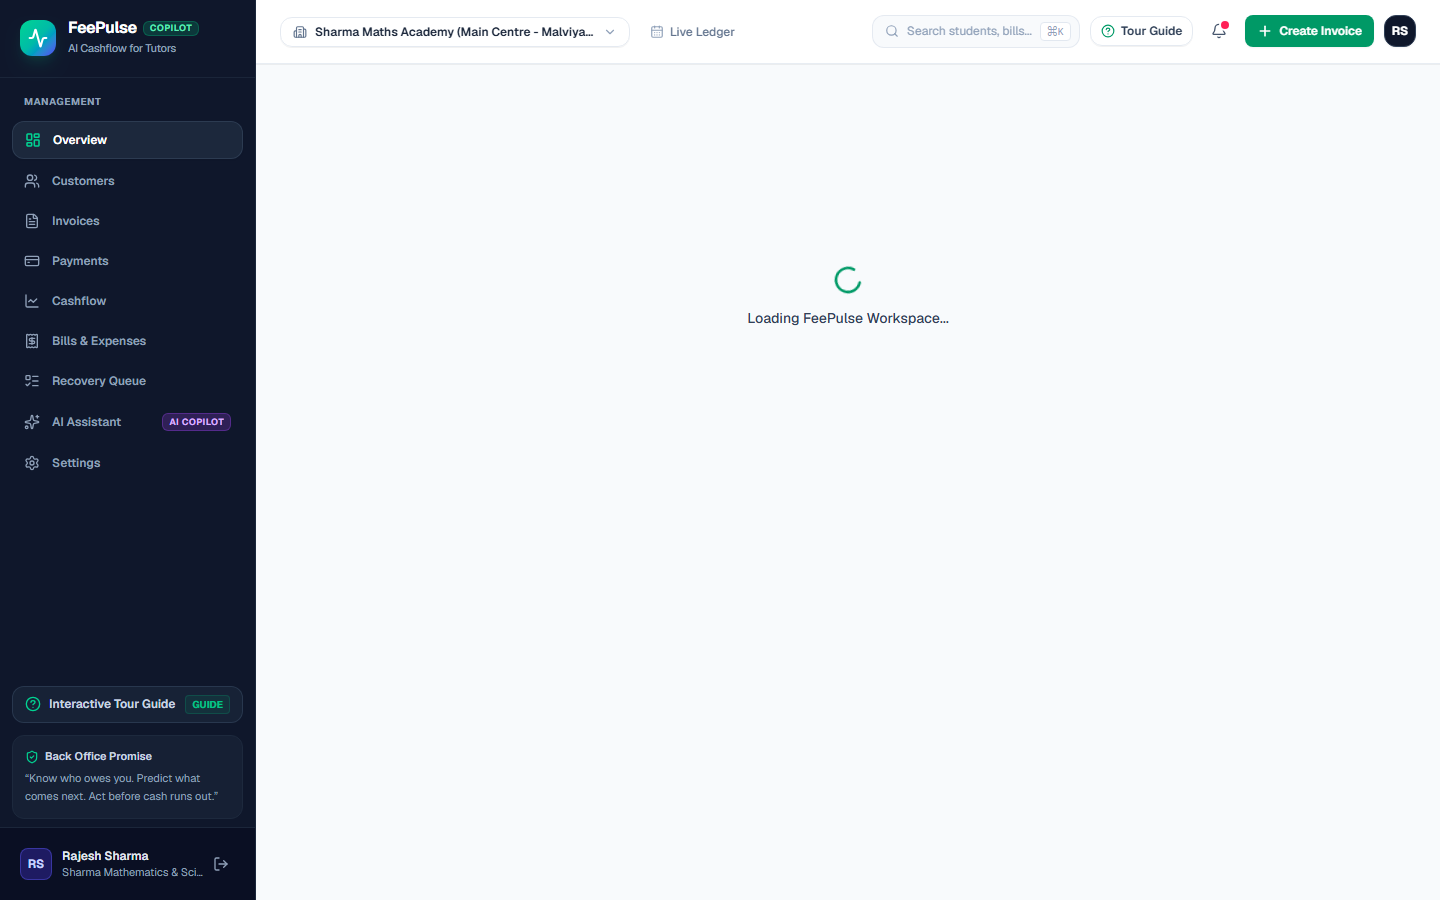 FeePulse COPILOT
AI Cashflow for Tutors
MANAGEMENT
Overview
Customers
Invoices
Payments
Cashflow
Bills & Expenses
Recovery Queue
AI Assistant AI COPILOT
Settings
Interactive Tour Guide GUIDE
Back Office Promise
“Know who owes you. Predict what
comes next. Act before cash runs out.”
RS
Rajesh Sharma
Sharma Mathematics & Sci...
Sharma Maths Academy (Main Centre - Malviya...
Live Ledger
Search students, bills... ⌘K
Tour Guide
Create Invoice
RS
Loading FeePulse Workspace...